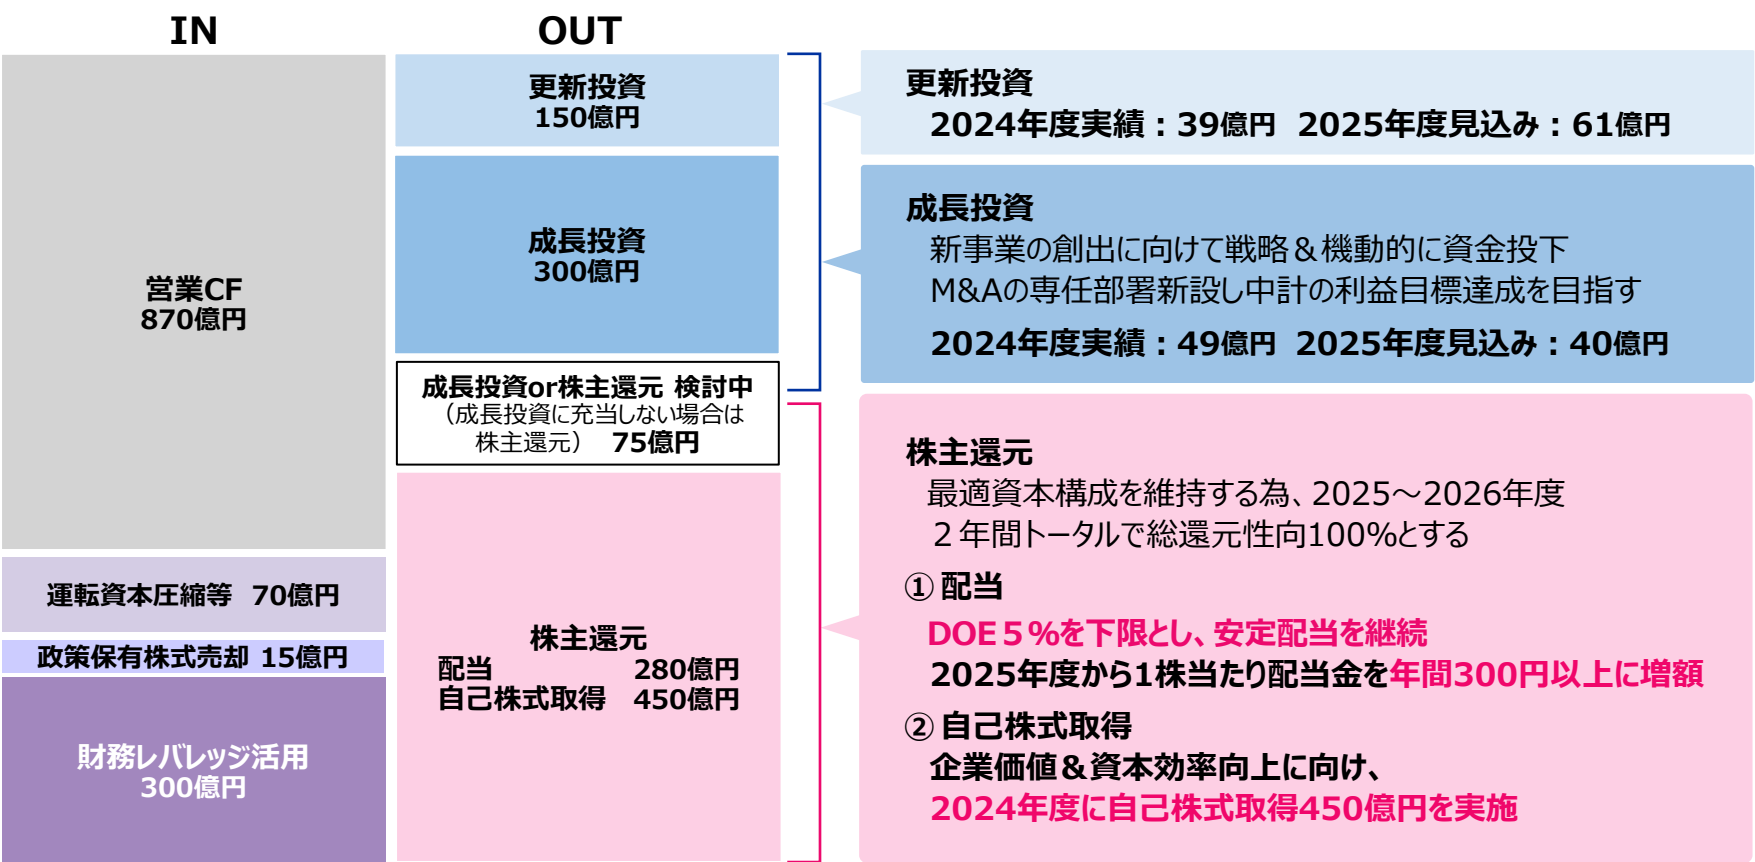 IN
OUT
営業CF
870億円
運転資本圧縮等 70億円
政策保有株式売却 15億円
財務レバレッジ活用
300億円
更新投資
150億円
成長投資
300億円
成長投資or株主還元 検討中
（成長投資に充当しない場合は
株主還元） 75億円
株主還元
配当 280億円
自己株式取得 450億円
更新投資
2024年度実績：39億円 2025年度見込み：61億円
成長投資
新事業の創出に向けて戦略＆機動的に資金投下
M&Aの専任部署新設し中計の利益目標達成を目指す
2024年度実績：49億円 2025年度見込み：40億円
株主還元
最適資本構成を維持する為、2025～2026年度
２年間トータルで総還元性向100%とする
① 配当
DOE５%を下限とし、安定配当を継続
2025年度から1株当たり配当金を年間300円以上に増額
② 自己株式取得
企業価値＆資本効率向上に向け、
2024年度に自己株式取得450億円を実施